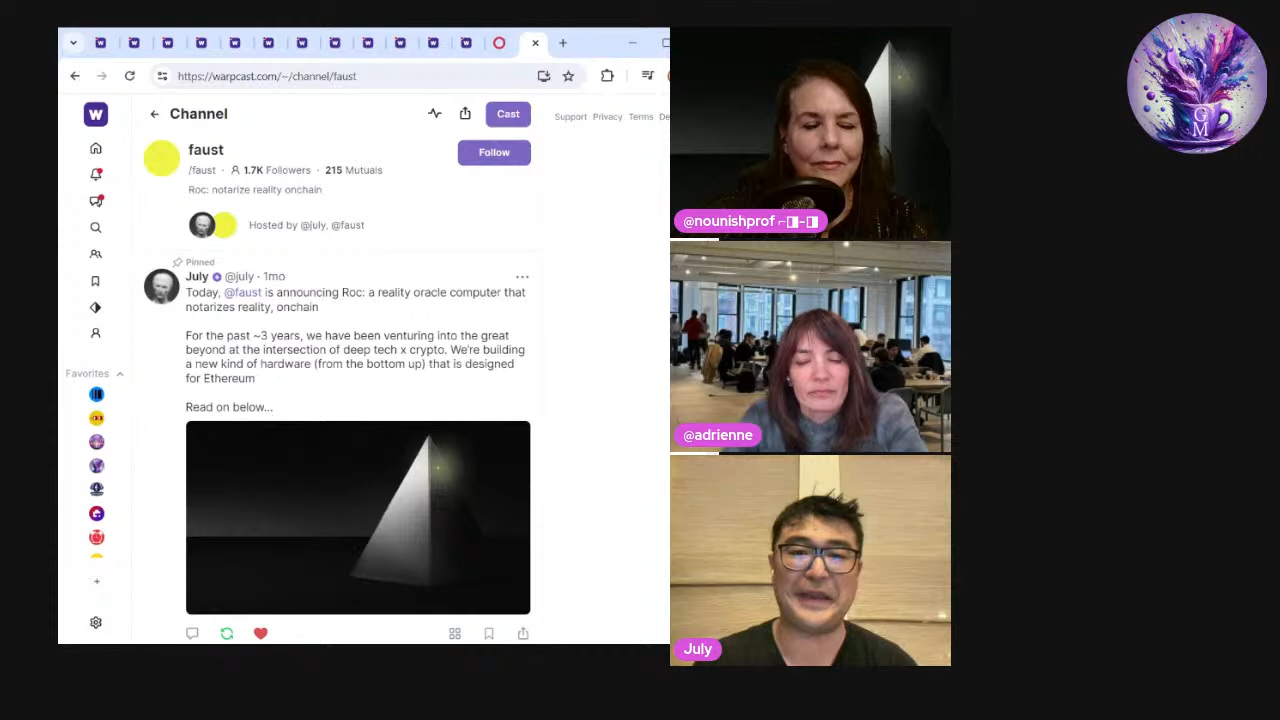 https://warpcast.com/~/channel/faust
W
Channel
Cast
Support Privacy Terms De
faust
Follow
/faust · 1.7K Followers · 215 Mutuals
Roc: notarize reality onchain
Hosted by @july, @faust
Pinned
July @july · 1mo
Today, @faust is announcing Roc: a reality oracle computer that
notarizes reality, onchain
For the past ~3 years, we have been venturing into the great
beyond at the intersection of deep tech x crypto. We're building
a new kind of hardware (from the bottom up) that is designed
for Ethereum
Read on below...
Favorites
@nounishprof ⌐◨-◨
@adrienne
July
G
M